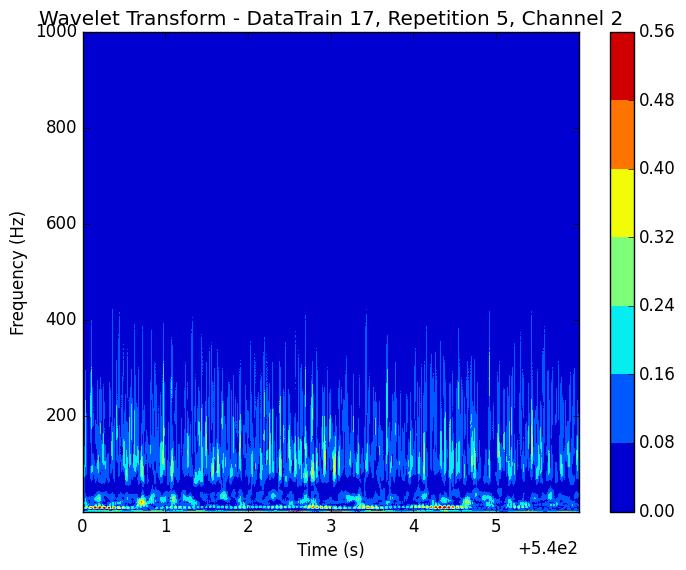 Wavelet Transform - DataTrain 17, Repetition 5, Channel 2
1000
800
600
400
200
Frequency (Hz)
0 1 2 3 4 5
Time (s)
+5.4e2
0.56
0.48
0.40
0.32
0.24
0.16
0.08
0.00